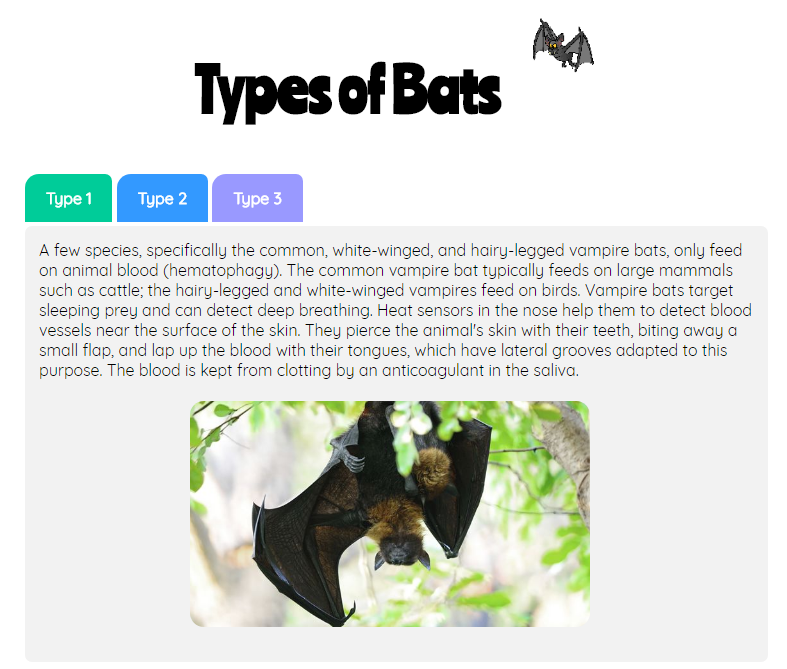 Types of Bats
Type 1
Type 2
Type 3
A few species, specifically the common, white-winged, and hairy-legged vampire bats, only feed
on animal blood (hematophagy). The common vampire bat typically feeds on large mammals
such as cattle; the hairy-legged and white-winged vampires feed on birds. Vampire bats target
sleeping prey and can detect deep breathing. Heat sensors in the nose help them to detect blood
vessels near the surface of the skin. They pierce the animal's skin with their teeth, biting away a
small flap, and lap up the blood with their tongues, which have lateral grooves adapted to this
purpose. The blood is kept from clotting by an anticoagulant in the saliva.